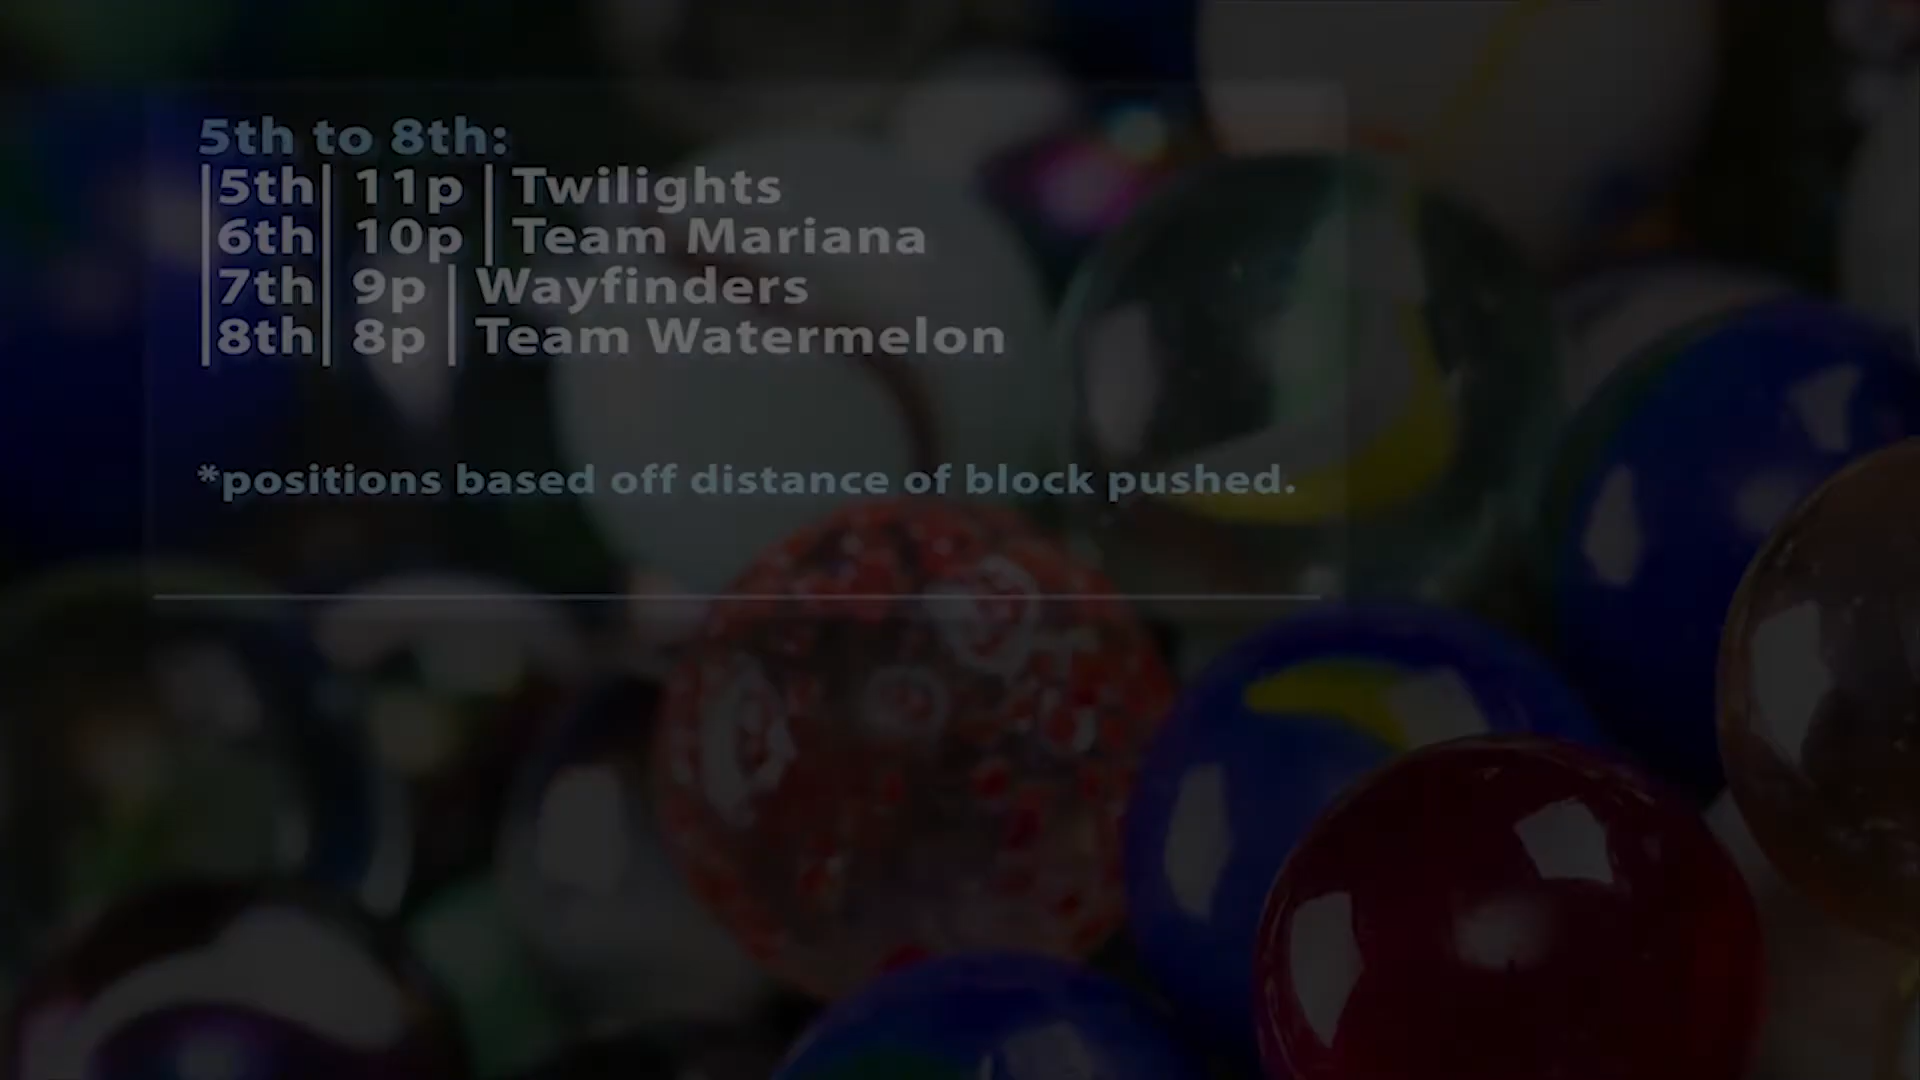 5th to 8th:
|5th| 11p | Twilights
|6th| 10p | Team Mariana
|7th| 9p | Wayfinders
|8th| 8p | Team Watermelon
*positions based off distance of block pushed.